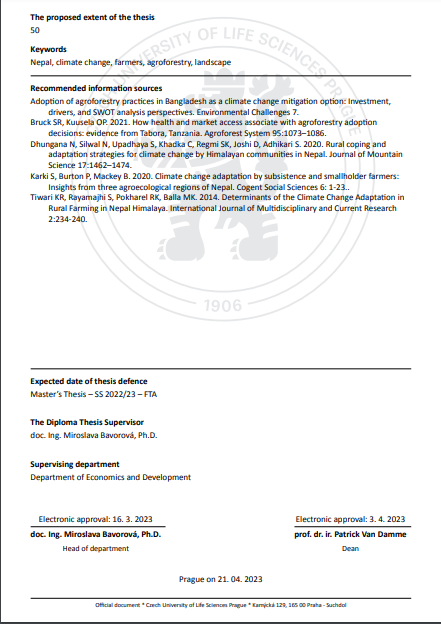 The proposed extent of the thesis
50
Keywords
Nepal, climate change, farmers, agroforestry, landscape
Recommended information sources
Adoption of agroforestry practices in Bangladesh as a climate change mitigation option: Investment,
drivers, and SWOT analysis perspectives. Environmental Challenges 7.
Bruck SR, Kuusela OP. 2021. How health and market access associate with agroforestry adoption
decisions: evidence from Tabora, Tanzania. Agroforest System 95:1073–1086.
Dhungana N, Silwal N, Upadhaya S, Khadka C, Regmi SK, Joshi D, Adhikari S. 2020. Rural coping and
adaptation strategies for climate change by Himalayan communities in Nepal. Journal of Mountain
Science 17:1462–1474.
Karki S, Burton P, Mackey B. 2020. Climate change adaptation by subsistence and smallholder farmers:
Insights from three agroecological regions of Nepal. Cogent Social Sciences 6: 1-23..
Tiwari KR, Rayamajhi S, Pokharel RK, Balla MK. 2014. Determinants of the Climate Change Adaptation in
Rural Farming in Nepal Himalaya. International Journal of Multidisciplinary and Current Research
2:234-240.
UNIVERSITY OF LIFE SCIENCES PRAGUE
1906
Expected date of thesis defence
Master's Thesis – SS 2022/23 – FTA
The Diploma Thesis Supervisor
doc. Ing. Miroslava Bavorová, Ph.D.
Supervising department
Department of Economics and Development
Electronic approval: 16. 3. 2023
doc. Ing. Miroslava Bavorová, Ph.D.
Head of department
Electronic approval: 3. 4. 2023
prof. dr. ir. Patrick Van Damme
Dean
Prague on 21. 04. 2023
Official document * Czech University of Life Sciences Prague * Kamýcká 129, 165 00 Praha - Suchdol